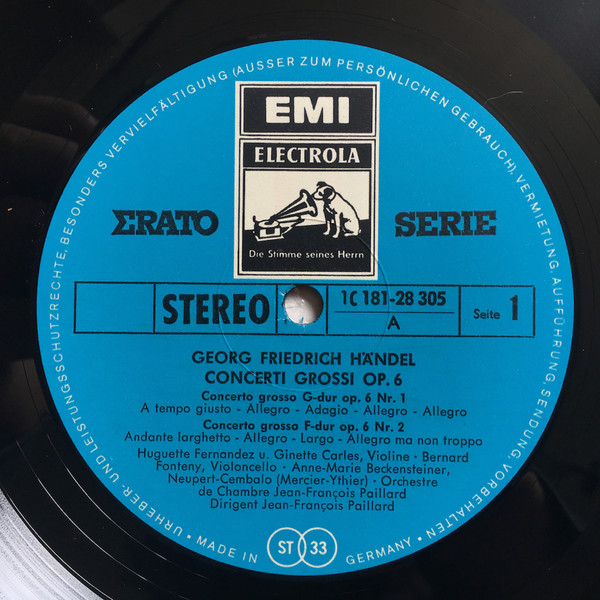 URHEBER- UND LEISTUNGSSCHUTZRECHTE, BESONDERS VERVIELFÄLTIGUNG (AUSSER ZUM PERSÖNLICHEN GEBRAUCH), VERMIETUNG, AUFFÜHRUNG, SENDUNG VORBEHALTEN
EMI
ELECTROLA
Die Stimme seines Herrn
ΣRATO SERIE
STEREO
1C 181-28 305
A
Seite 1
GEORG FRIEDRICH HÄNDEL
CONCERTI GROSSI OP. 6
Concerto grosso G-dur op. 6 Nr. 1
A tempo giusto - Allegro - Adagio - Allegro - Allegro
Concerto grosso F-dur op. 6 Nr. 2
Andante larghetto - Allegro - Largo - Allegro ma non troppo
Huguette Fernandez u. Ginette Carles, Violine · Bernard
Fonteny, Violoncello · Anne-Marie Beckensteiner,
Neupert-Cembalo (Mercier-Ythier) · Orchestre
de Chambre Jean-François Paillard
Dirigent Jean-François Paillard
· MADE IN GERMANY ·
ST 33